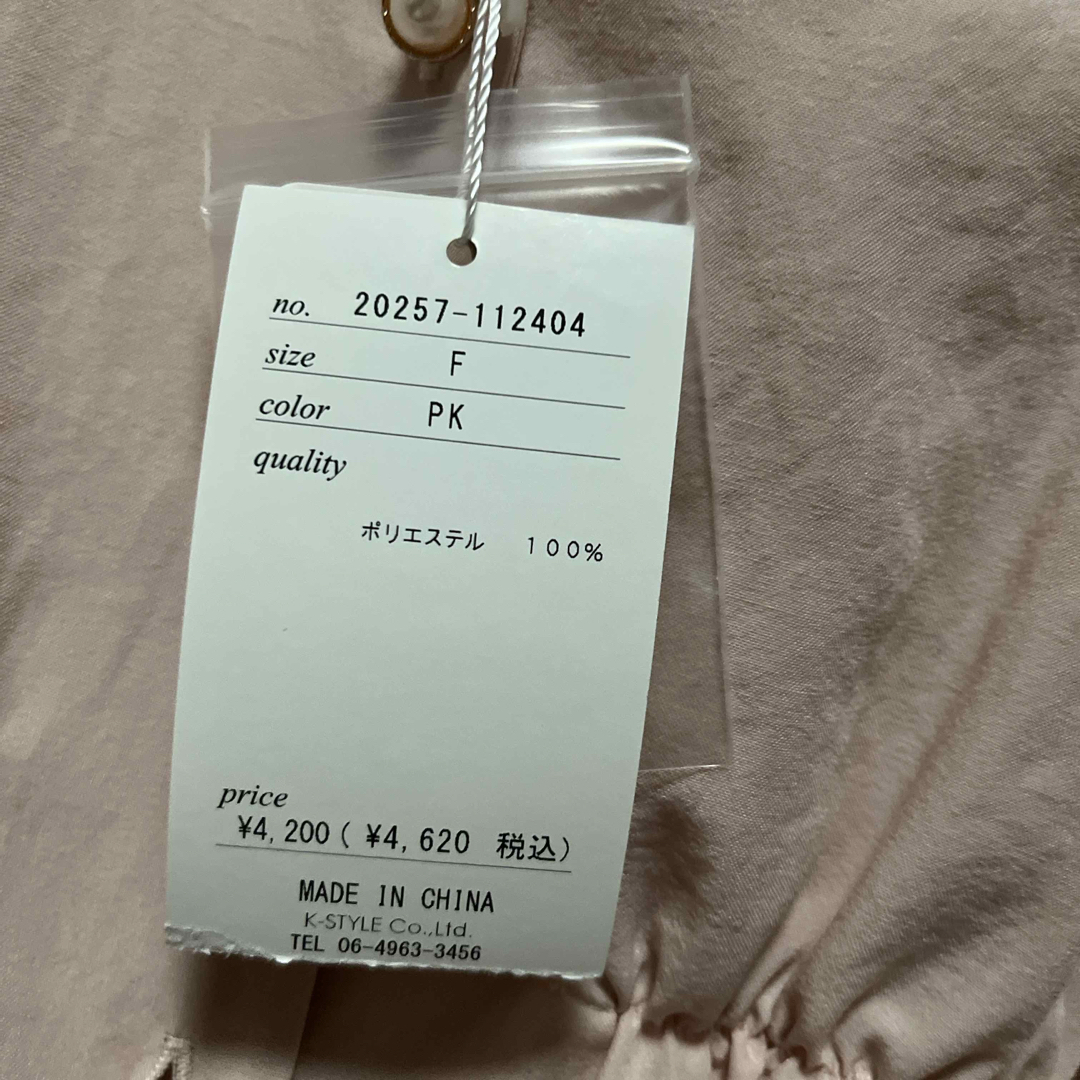 no. 20257-112404
size F
color PK
quality
ポリエステル １００%
price
¥4,200 ( ¥4,620 税込)
MADE IN CHINA
K-STYLE Co.,Ltd.
TEL 06-4963-3456